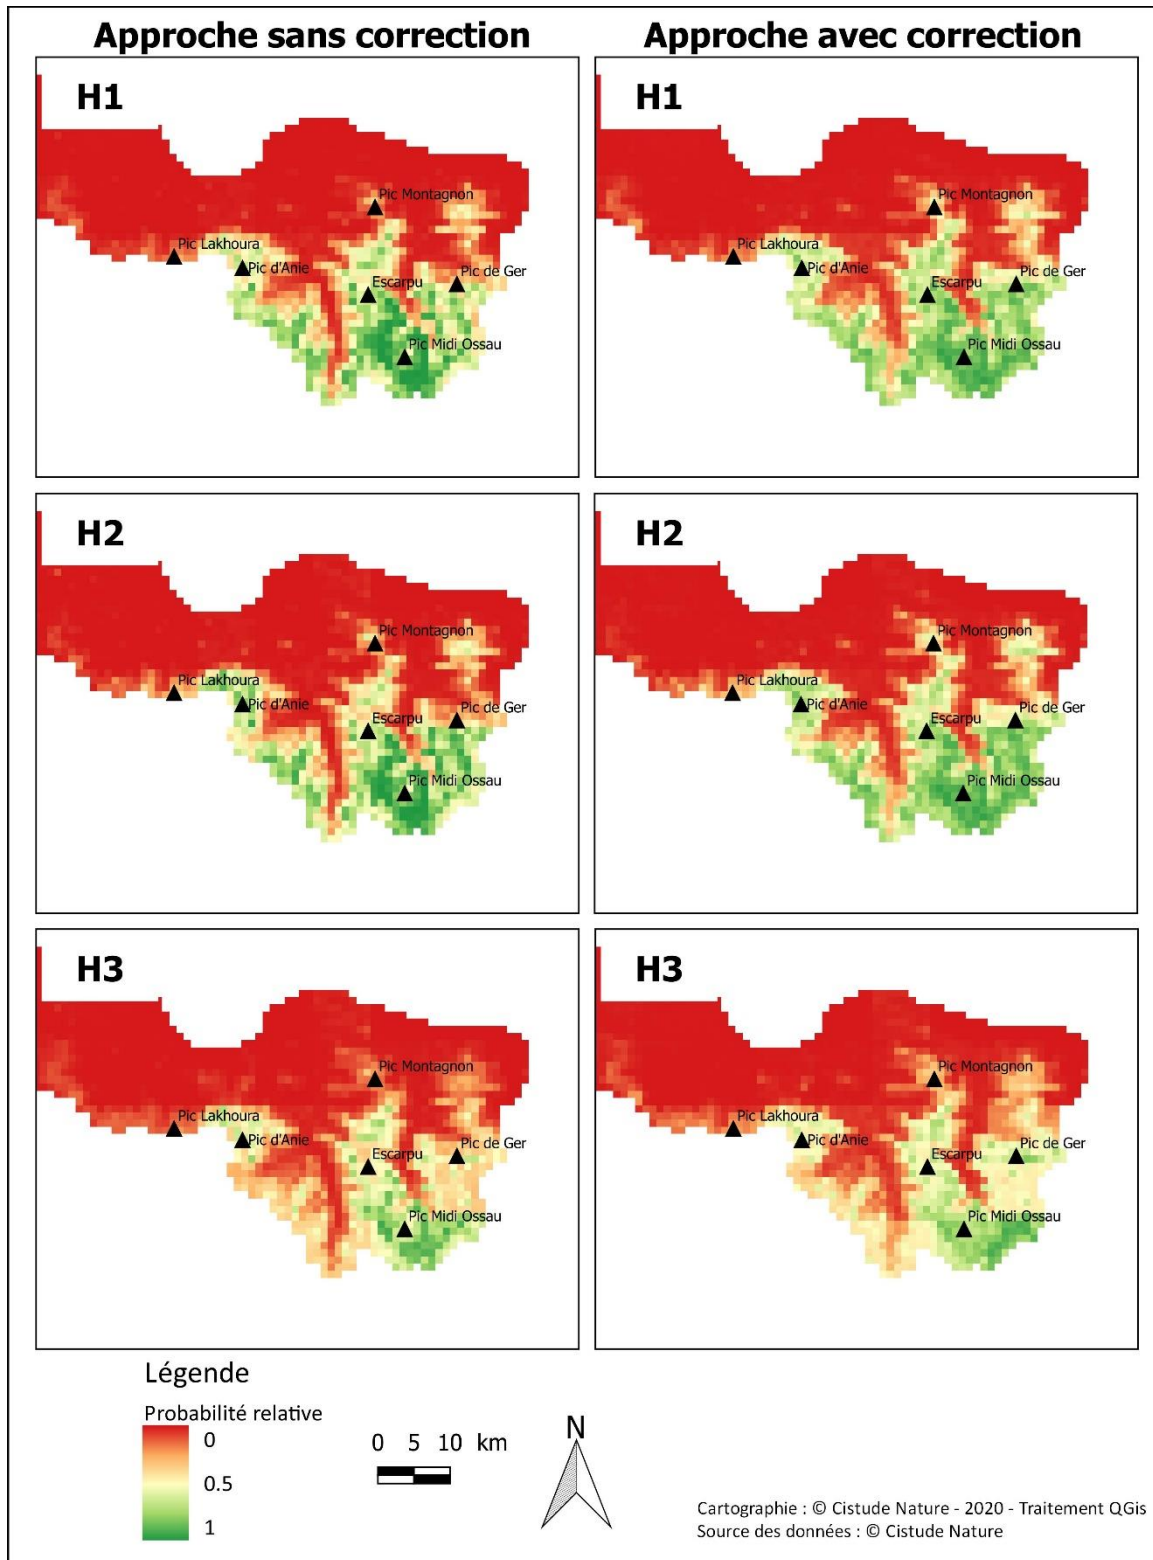 Approche sans correction
Approche avec correction
H1
Pic Montagnon
Pic Lakhoura
Pic d'Anie
Escarpu
Pic de Ger
Pic Midi Ossau
H1
Pic Montagnon
Pic Lakhoura
Pic d'Anie
Escarpu
Pic de Ger
Pic Midi Ossau
H2
Pic Montagnon
Pic Lakhoura
Pic d'Anie
Escarpu
Pic de Ger
Pic Midi Ossau
H2
Pic Montagnon
Pic Lakhoura
Pic d'Anie
Escarpu
Pic de Ger
Pic Midi Ossau
H3
Pic Montagnon
Pic Lakhoura
Pic d'Anie
Escarpu
Pic de Ger
Pic Midi Ossau
H3
Pic Montagnon
Pic Lakhoura
Pic d'Anie
Escarpu
Pic de Ger
Pic Midi Ossau
Légende
Probabilité relative
0
0.5
1
0 5 10 km
N
Cartographie : © Cistude Nature - 2020 - Traitement QGis
Source des données : © Cistude Nature